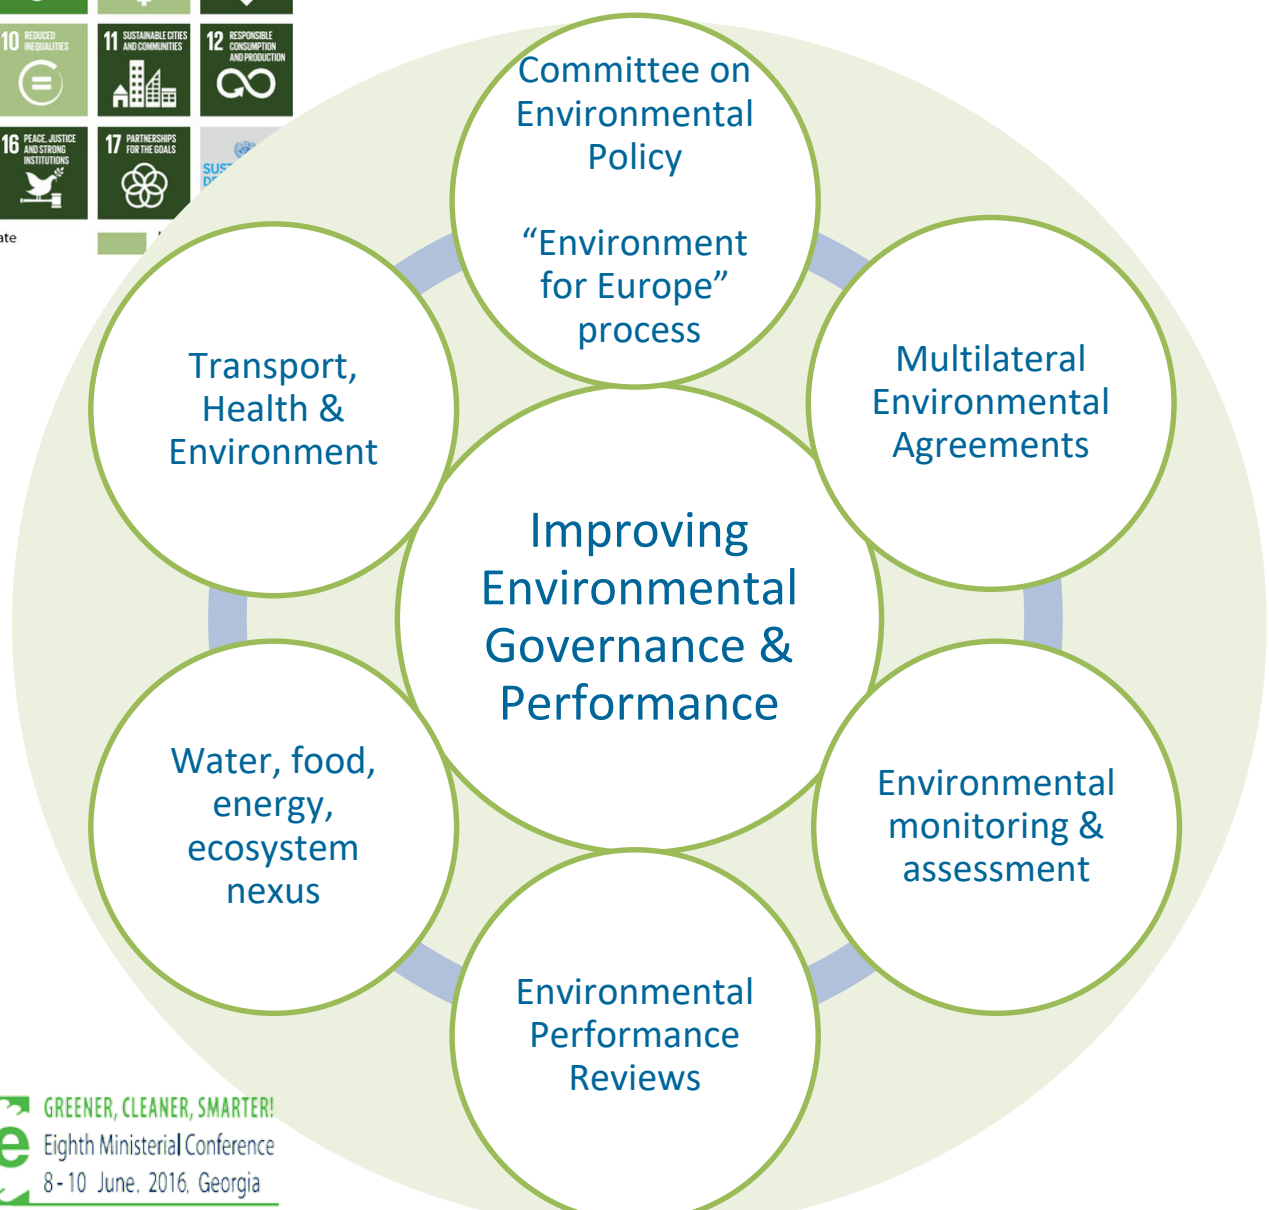 10 REDUCED
INEQUALITIES
11 SUSTAINABLE CITIES
AND COMMUNITIES
12 RESPONSIBLE
CONSUMPTION
AND PRODUCTION
16 PEACE, JUSTICE
AND STRONG
INSTITUTIONS
17 PARTNERSHIPS
FOR THE GOALS
Committee on
Environmental
Policy
“Environment
for Europe”
process
Transport,
Health &
Environment
Multilateral
Environmental
Agreements
Improving
Environmental
Governance &
Performance
Water, food,
energy,
ecosystem
nexus
Environmental
monitoring &
assessment
Environmental
Performance
Reviews
GREENER, CLEANER, SMARTER!
Eighth Ministerial Conference
8-10 June, 2016, Georgia